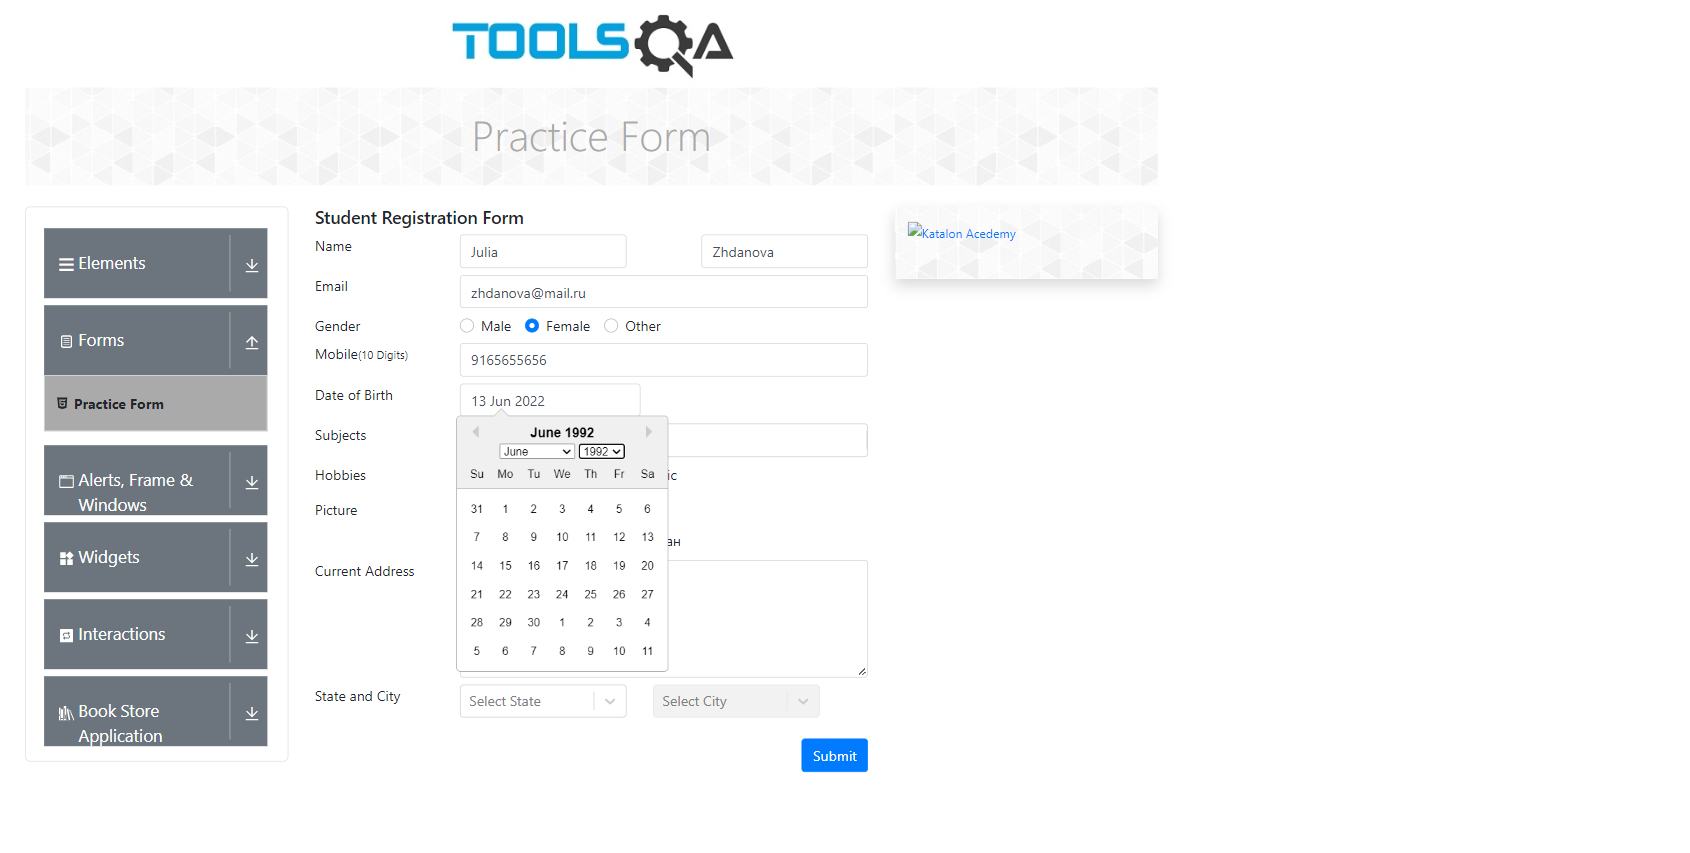 TOOLSQA
Practice Form
Elements
Forms
Practice Form
Alerts, Frame &
Windows
Widgets
Interactions
Book Store
Application
Student Registration Form
Name
Julia
Zhdanova
Email
zhdanova@mail.ru
Gender
Male Female Other
Mobile(10 Digits)
9165655656
Date of Birth
13 Jun 2022
June 1992
June 1992
Su Mo Tu We Th Fr Sa
31 1 2 3 4 5 6
7 8 9 10 11 12 13
14 15 16 17 18 19 20
21 22 23 24 25 26 27
28 29 30 1 2 3 4
5 6 7 8 9 10 11
Subjects
Hobbies
ic
Picture
ан
Current Address
State and City
Select State
Select City
Submit
Katalon Acedemy